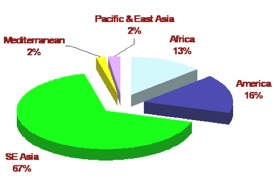 Pacific & East Asia
2%
Mediterranean
2%
Africa
13%
America
16%
SE Asia
67%